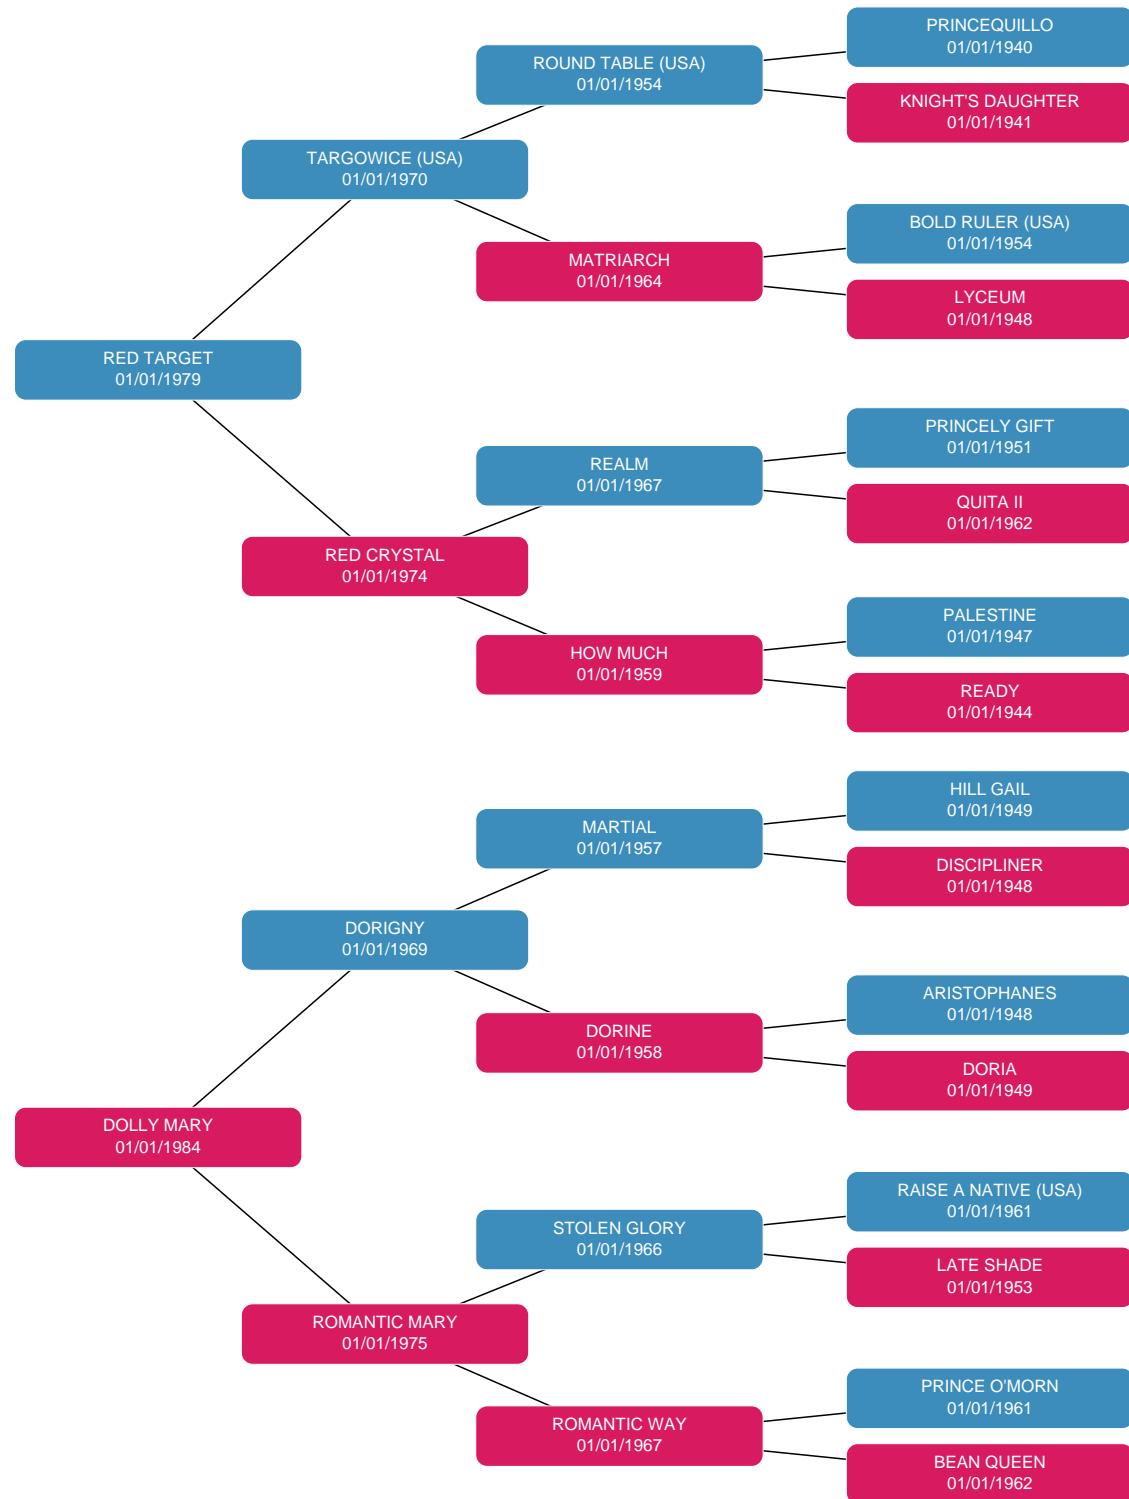 PRINCEQUILLO
01/01/1940
ROUND TABLE (USA)
01/01/1954
KNIGHT'S DAUGHTER
01/01/1941
TARGOWICE (USA)
01/01/1970
BOLD RULER (USA)
01/01/1954
MATRIARCH
01/01/1964
LYCEUM
01/01/1948
RED TARGET
01/01/1979
PRINCELY GIFT
01/01/1951
REALM
01/01/1967
QUITA II
01/01/1962
RED CRYSTAL
01/01/1974
PALESTINE
01/01/1947
HOW MUCH
01/01/1959
READY
01/01/1944
HILL GAIL
01/01/1949
MARTIAL
01/01/1957
DISCIPLINER
01/01/1948
DORIGNY
01/01/1969
ARISTOPHANES
01/01/1948
DORINE
01/01/1958
DORIA
01/01/1949
DOLLY MARY
01/01/1984
RAISE A NATIVE (USA)
01/01/1961
STOLEN GLORY
01/01/1966
LATE SHADE
01/01/1953
ROMANTIC MARY
01/01/1975
PRINCE O'MORN
01/01/1961
ROMANTIC WAY
01/01/1967
BEAN QUEEN
01/01/1962